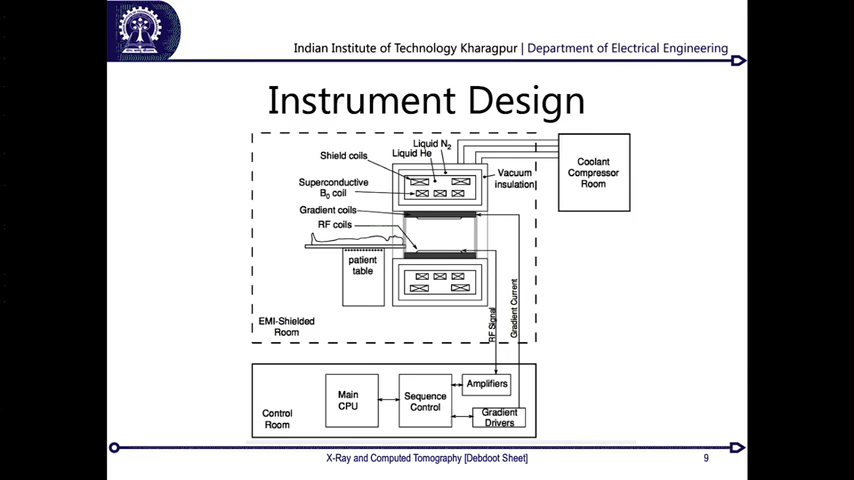 Indian Institute of Technology Kharagpur | Department of Electrical Engineering
Instrument Design
Liquid N2
Liquid He
Shield coils
Superconductive
B0 coil
Vacuum
insulation
Coolant
Compressor
Room
Gradient coils
RF coils
patient
table
EMI-Shielded
Room
RF Signal
Gradient Current
Main
CPU
Sequence
Control
Amplifiers
Gradient
Drivers
Control
Room
X-Ray and Computed Tomography [Debdoot Sheet]
9